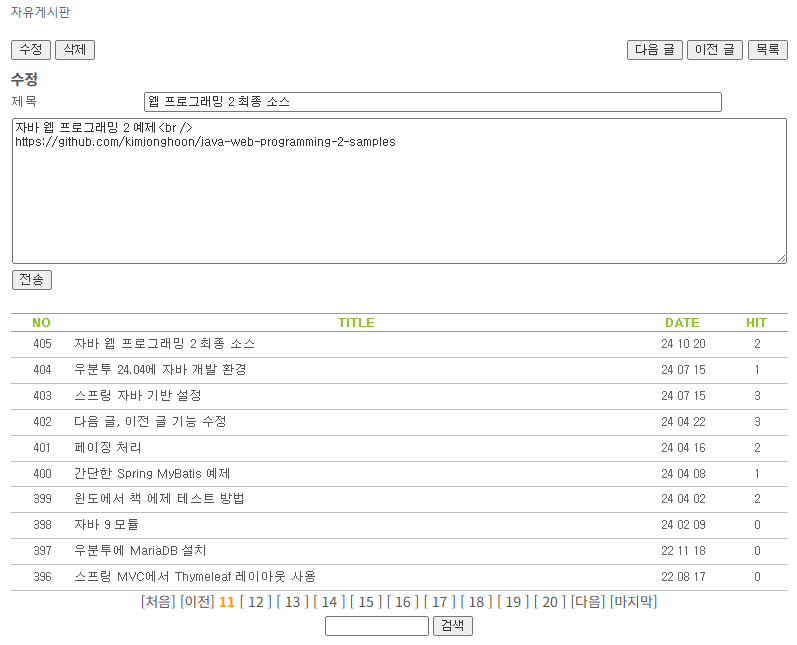 자유게시판
수정 삭제 다음 글 이전 글 목록
수정
제목 웹 프로그래밍 2 최종 소스
자바 웹 프로그래밍 2 예제<br />
https://github.com/kimjonghoon/java-web-programming-2-samples
전송
NO TITLE DATE HIT
405 자바 웹 프로그래밍 2 최종 소스 24 10 20 2
404 우분투 24.04에 자바 개발 환경 24 07 15 1
403 스프링 자바 기반 설정 24 07 15 3
402 다음 글, 이전 글 기능 수정 24 04 22 3
401 페이징 처리 24 04 16 2
400 간단한 Spring MyBatis 예제 24 04 08 1
399 윈도에서 책 에제 테스트 방법 24 04 02 2
398 자바 9 모듈 24 02 09 0
397 우분투에 MariaDB 설치 22 11 18 0
396 스프링 MVC에서 Thymeleaf 레이아웃 사용 22 08 17 0
[처음] [이전] 11 [ 12 ] [ 13 ] [ 14 ] [ 15 ] [ 16 ] [ 17 ] [ 18 ] [ 19 ] [ 20 ] [다음] [마지막]
검색